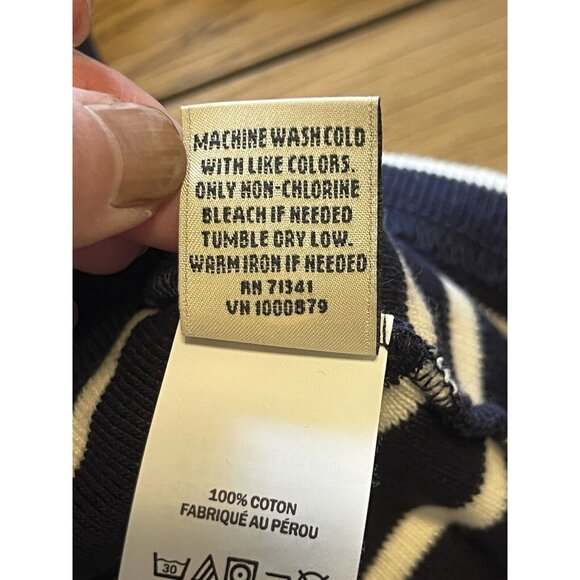 MACHINE WASH COLD
WITH LIKE COLORS.
ONLY NON-CHLORINE
BLEACH IF NEEDED
TUMBLE DRY LOW.
WARM IRON IF NEEDED
RN 71341
VN 1000879
100% COTON
FABRIQUÉ AU PÉROU
30